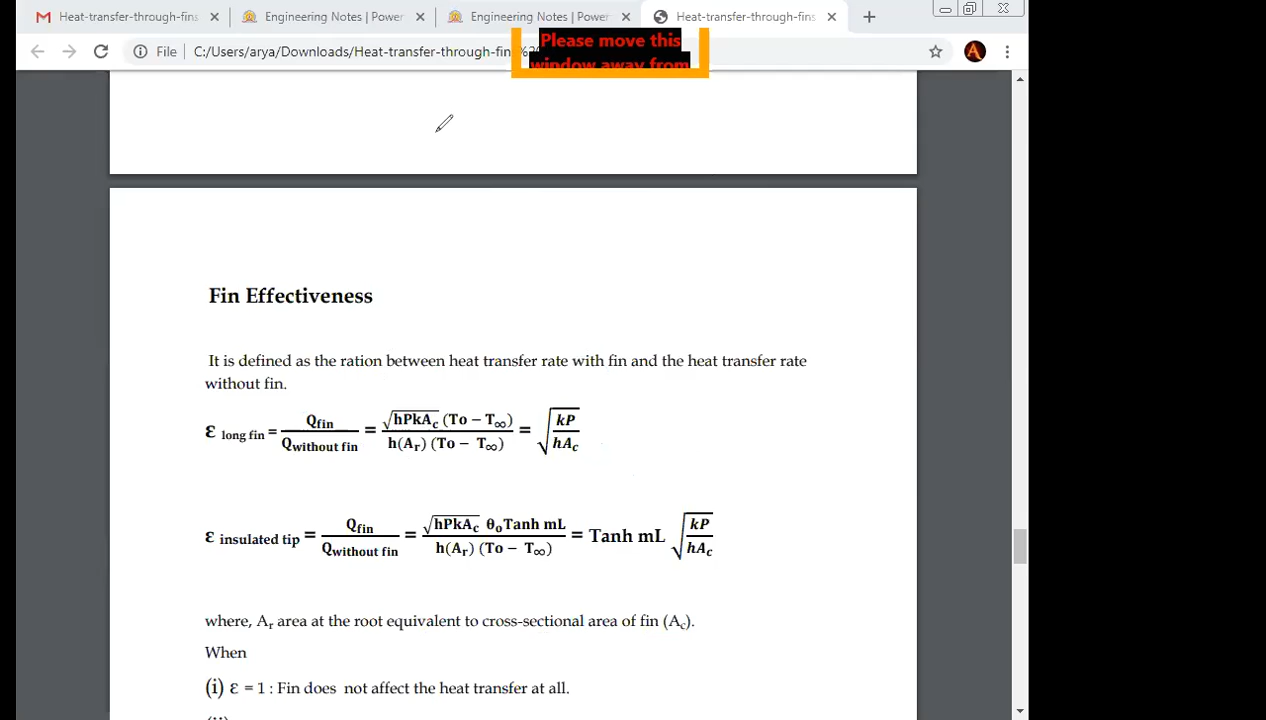 Heat-transfer-through-fins
Engineering Notes | Power
Engineering Notes | Power
Heat-transfer-through-fins
File | C:/Users/arya/Downloads/Heat-transfer-through-fin
Please move this
window away from
A
Fin Effectiveness
It is defined as the ration between heat transfer rate with fin and the heat transfer rate
without fin.
ε long fin = Qfin / Qwithout fin = √hPkAc (To − T∞) / h(Ar) (To − T∞) = √(kP / hAc)
ε insulated tip = Qfin / Qwithout fin = √hPkAc θo Tanh mL / h(Ar) (To − T∞) = Tanh mL √(kP / hAc)
where, Ar area at the root equivalent to cross-sectional area of fin (Ac).
When
(i) ε = 1 : Fin does not affect the heat transfer at all.